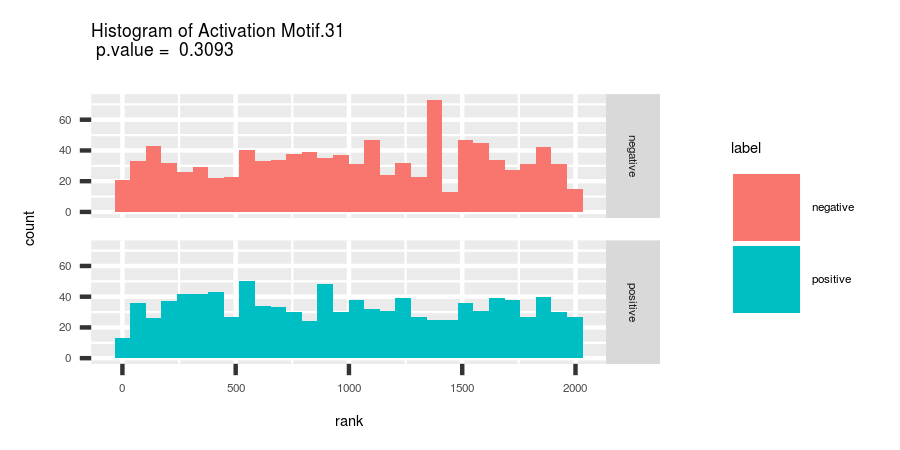 Histogram of Activation Motif.31
p.value = 0.3093
count
60
40
20
0
negative
60
40
20
0
positive
0 500 1000 1500 2000
rank
label
negative
positive